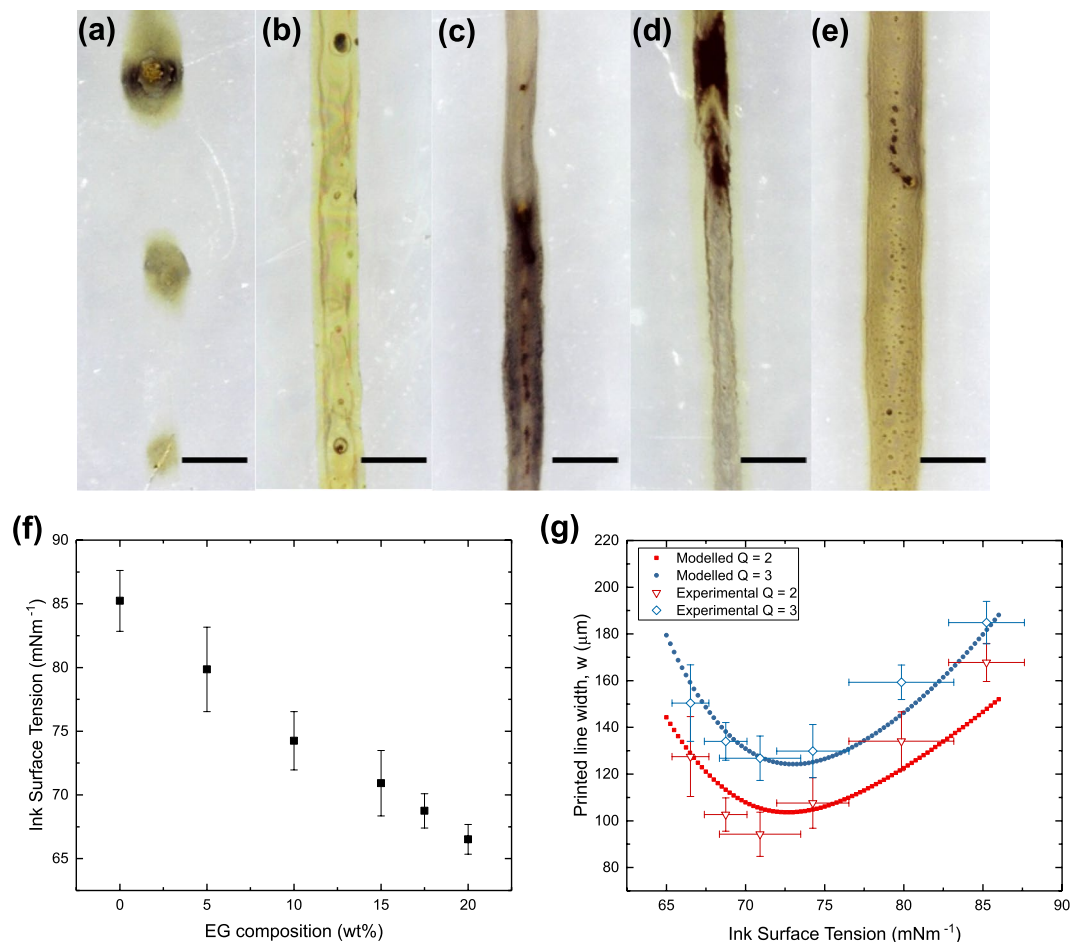 (a) (b) (c) (d) (e)
(f)
90
85
80
75
70
65
0 5 10 15 20
Ink Surface Tension (mNm⁻¹)
EG composition (wt%)
(g)
220
200
180
160
140
120
100
80
65 70 75 80 85 90
Printed line width, w (μm)
Ink Surface Tension (mNm⁻¹)
Modelled Q = 2
Modelled Q = 3
Experimental Q = 2
Experimental Q = 3